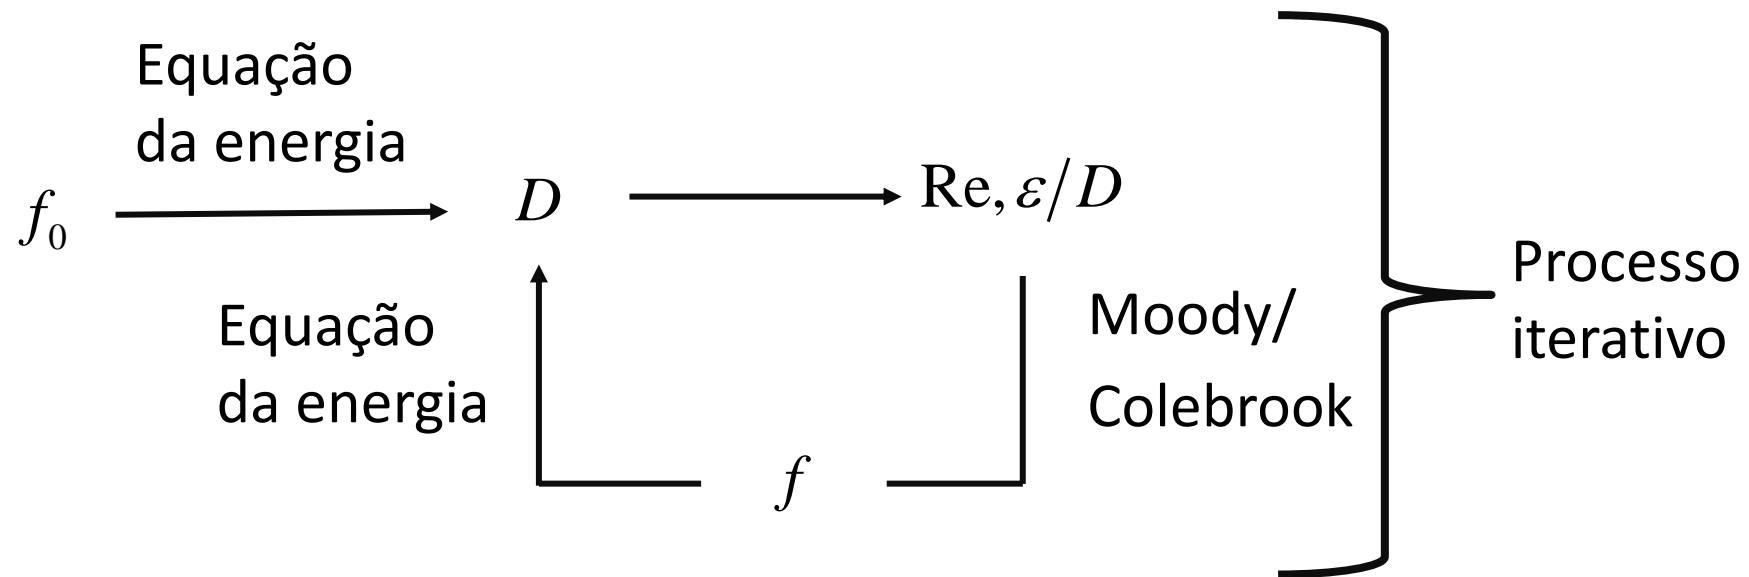 Equação
da energia
f₀
D
Re, ε/D
Equação
da energia
Moody/
Colebrook
f
Processo
iterativo